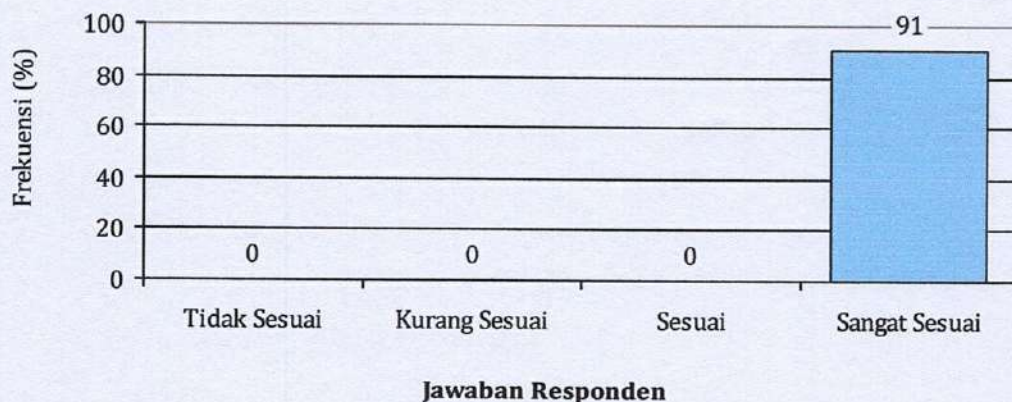 Frekuensi (%)
100
80
60
40
20
0
0
0
0
91
Tidak Sesuai
Kurang Sesuai
Sesuai
Sangat Sesuai
Jawaban Responden